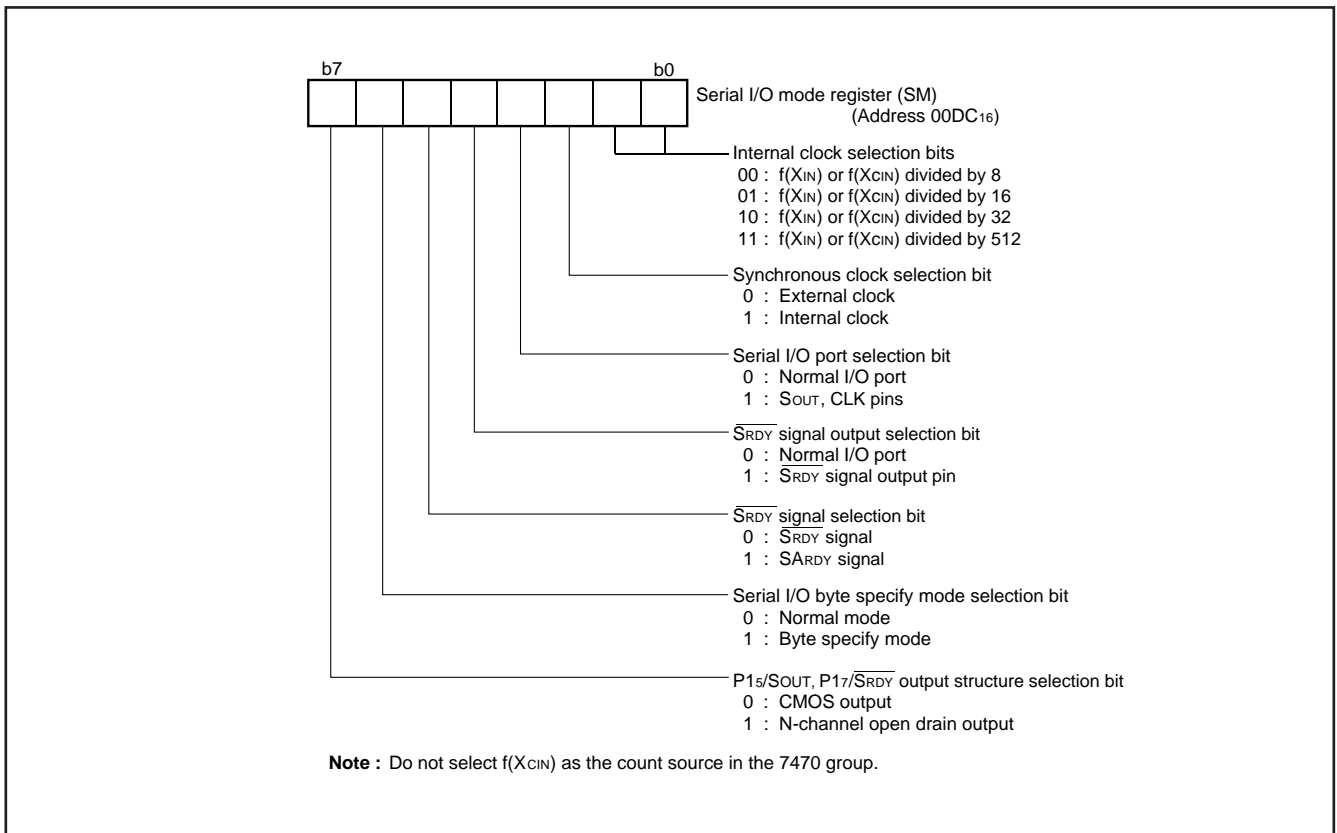 b7 b0
Serial I/O mode register (SM)
(Address 00DC₁₆)
Internal clock selection bits
00 : f(XIN) or f(XCIN) divided by 8
01 : f(XIN) or f(XCIN) divided by 16
10 : f(XIN) or f(XCIN) divided by 32
11 : f(XIN) or f(XCIN) divided by 512
Synchronous clock selection bit
0 : External clock
1 : Internal clock
Serial I/O port selection bit
0 : Normal I/O port
1 : SOUT, CLK pins
S̅R̅D̅Y̅ signal output selection bit
0 : Normal I/O port
1 : S̅R̅D̅Y̅ signal output pin
S̅R̅D̅Y̅ signal selection bit
0 : S̅R̅D̅Y̅ signal
1 : SARDY signal
Serial I/O byte specify mode selection bit
0 : Normal mode
1 : Byte specify mode
P1₅/SOUT, P1₇/S̅R̅D̅Y̅ output structure selection bit
0 : CMOS output
1 : N-channel open drain output
Note : Do not select f(XCIN) as the count source in the 7470 group.